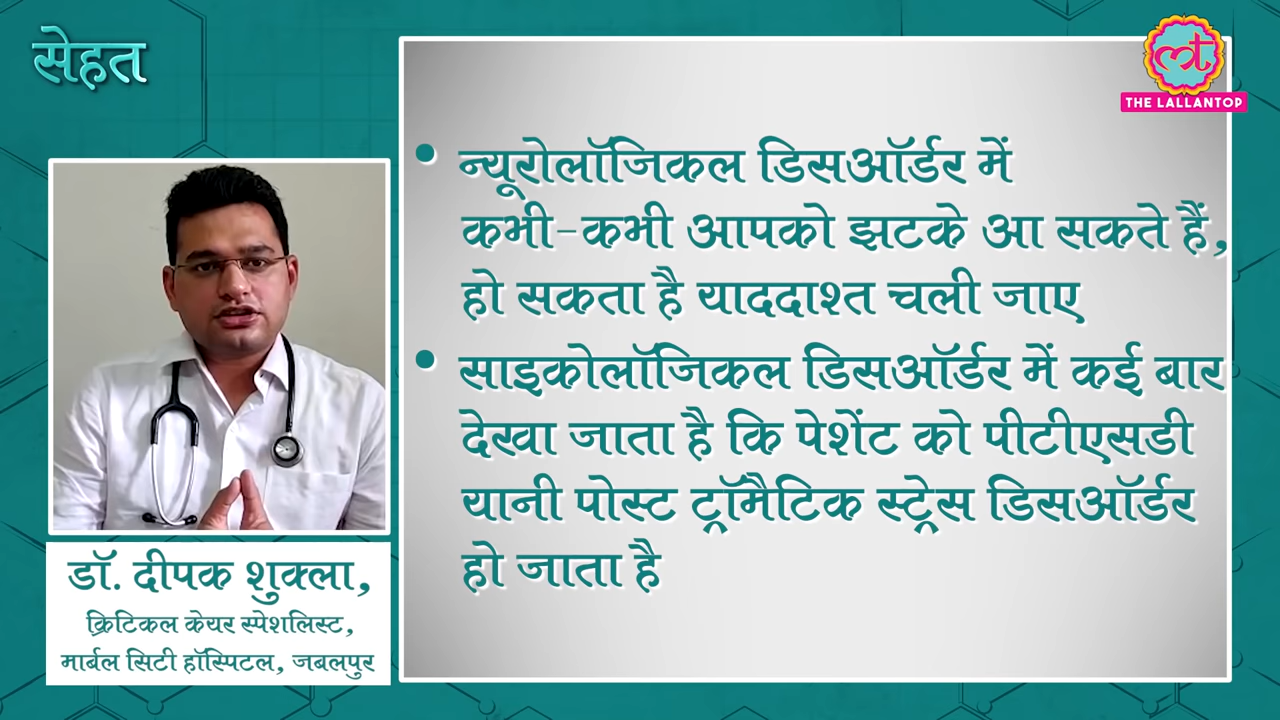 सेहत
THE LALLANTOP
• न्यूरोलॉजिकल डिसऑर्डर में
कभी-कभी आपको झटके आ सकते हैं,
हो सकता है याददाश्त चली जाए
• साइकोलॉजिकल डिसऑर्डर में कई बार
देखा जाता है कि पेशेंट को पीटीएसडी
यानी पोस्ट ट्रॉमैटिक स्ट्रेस डिसऑर्डर
हो जाता है
डॉ. दीपक शुक्ला,
क्रिटिकल केयर स्पेशलिस्ट,
मार्बल सिटी हॉस्पिटल, जबलपुर